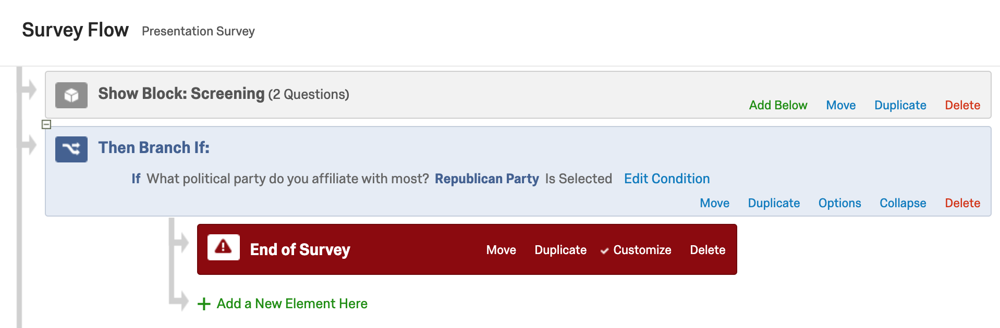 Survey Flow Presentation Survey
Show Block: Screening (2 Questions)
Add Below Move Duplicate Delete
Then Branch If:
If What political party do you affiliate with most? Republican Party Is Selected Edit Condition
Move Duplicate Options Collapse Delete
End of Survey Move Duplicate Customize Delete
Add a New Element Here